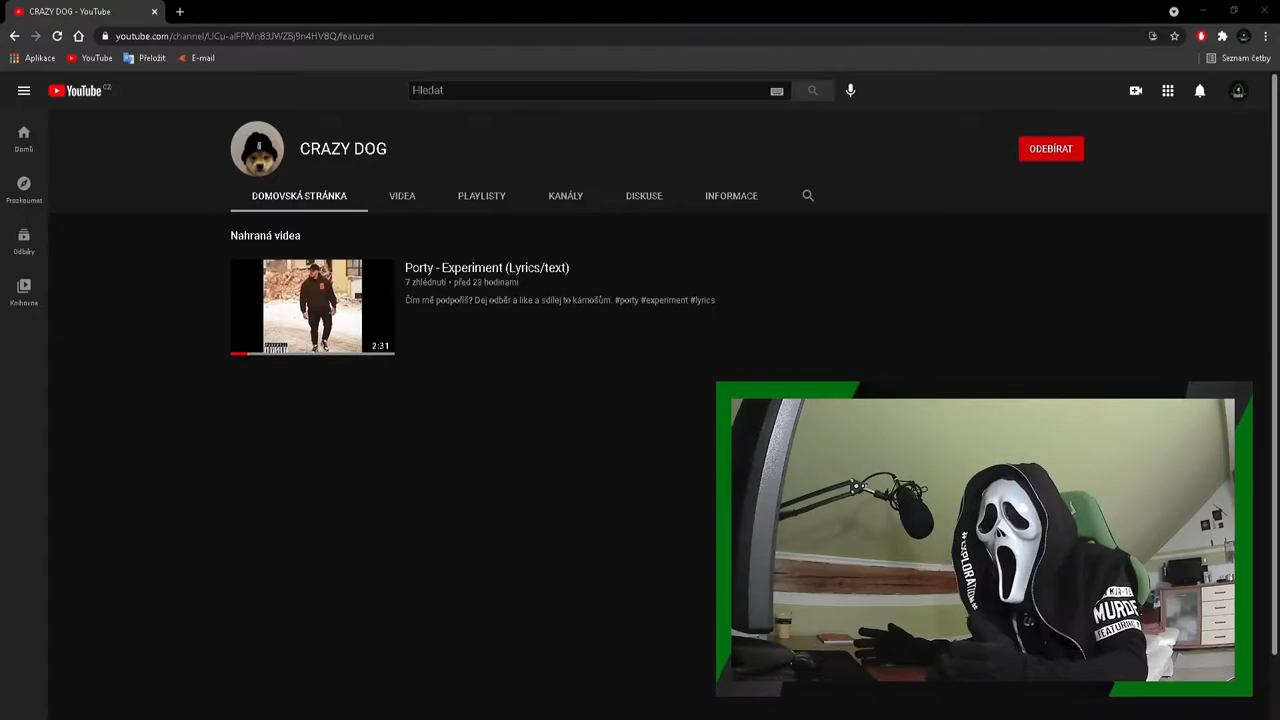 CRAZY DOG - YouTube
youtube.com/channel/UCu-aIFPMn83JWZBj9n4HV8Q/featured
Aplikace YouTube Přeložit E-mail Seznam četby
YouTube CZ
Hledat
Domů
Prozkoumat
Odběry
Knihovna
CRAZY DOG
ODEBÍRAT
DOMOVSKÁ STRÁNKA VIDEA PLAYLISTY KANÁLY DISKUSE INFORMACE
Nahraná videa
2:31
Porty - Experiment (Lyrics/text)
7 zhlédnutí • před 23 hodinami
Čím mě podpoříš? Dej odběr a like a sdílej to kámošům. #porty #experiment #lyrics
#EXPLORATION
MURDE
FEATURING